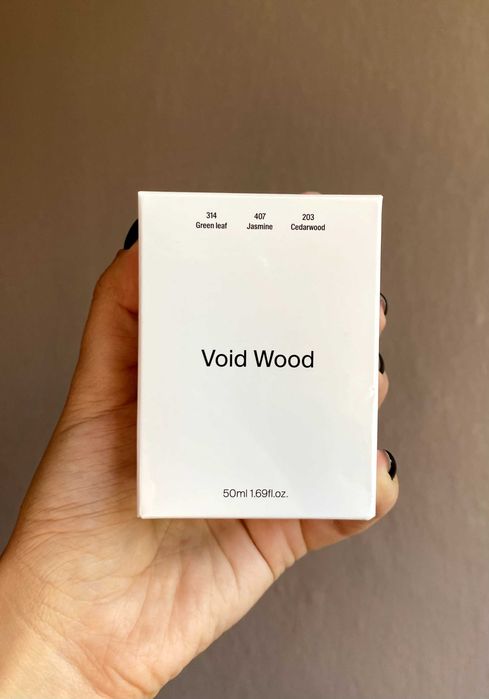 314 407 203
Green leaf Jasmine Cedarwood
Void Wood
50ml 1.69fl.oz.